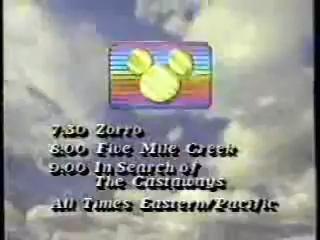 7:30 Zorro
8:00 Five Mile Creek
9:00 In Search of
The Castaways
All Times Eastern/Pacific